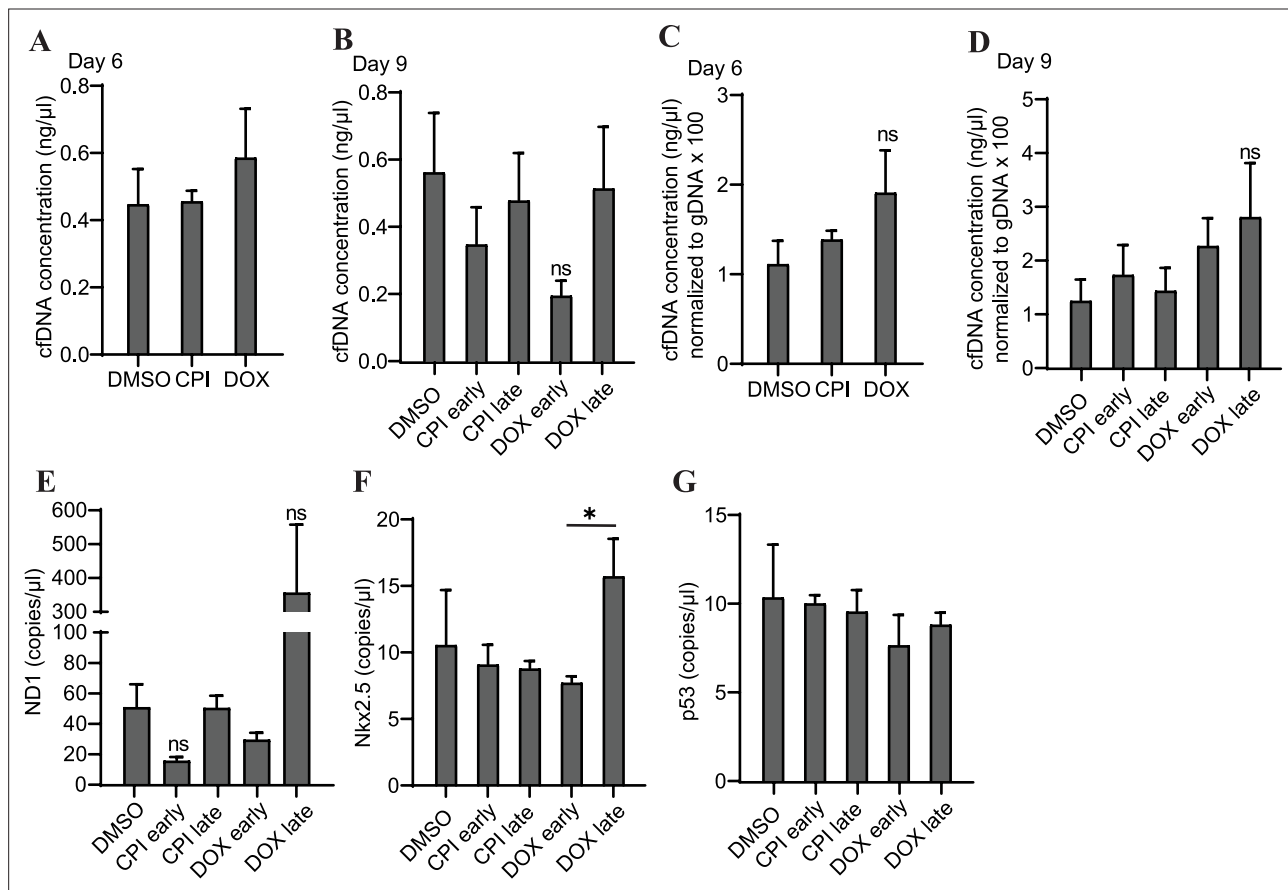 A
Day 6
cfDNA concentration (ng/µl)
0.8
0.6
0.4
0.2
0.0
DMSO CPI DOX
B
Day 9
cfDNA concentration (ng/µl)
0.8
0.6
0.4
0.2
0.0
ns
DMSO
CPI early
CPI late
DOX early
DOX late
C
Day 6
cfDNA concentration (ng/µl)
normalized to gDNA x 100
3
2
1
0
ns
DMSO CPI DOX
D
Day 9
cfDNA concentration (ng/µl)
normalized to gDNA x 100
5
4
3
2
1
0
ns
DMSO
CPI early
CPI late
DOX early
DOX late
E
ND1 (copies/µl)
600
500
400
300
100
80
60
40
20
0
ns
ns
DMSO
CPI early
CPI late
DOX early
DOX late
F
Nkx2.5 (copies/µl)
20
15
10
5
0
*
DMSO
CPI early
CPI late
DOX early
DOX late
G
p53 (copies/µl)
15
10
5
0
DMSO
CPI early
CPI late
DOX early
DOX late